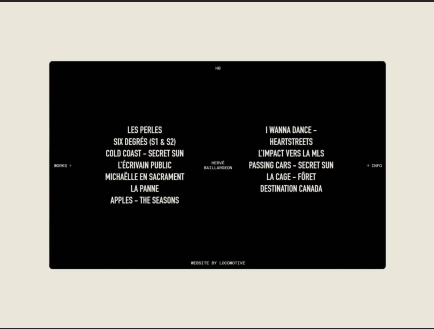 HB
LES PERLES
SIX DEGRÉS (S1 & S2)
COLD COAST – SECRET SUN
L'ÉCRIVAIN PUBLIC
MICHAËLLE EN SACRAMENT
LA PANNE
APPLES – THE SEASONS
WORKS +
HERVÉ
BAILLARGEON
I WANNA DANCE –
HEARTSTREETS
L'IMPACT VERS LA MLS
PASSING CARS – SECRET SUN
LA CAGE – FÖRET
DESTINATION CANADA
+ INFO
WEBSITE BY LOCOMOTIVE